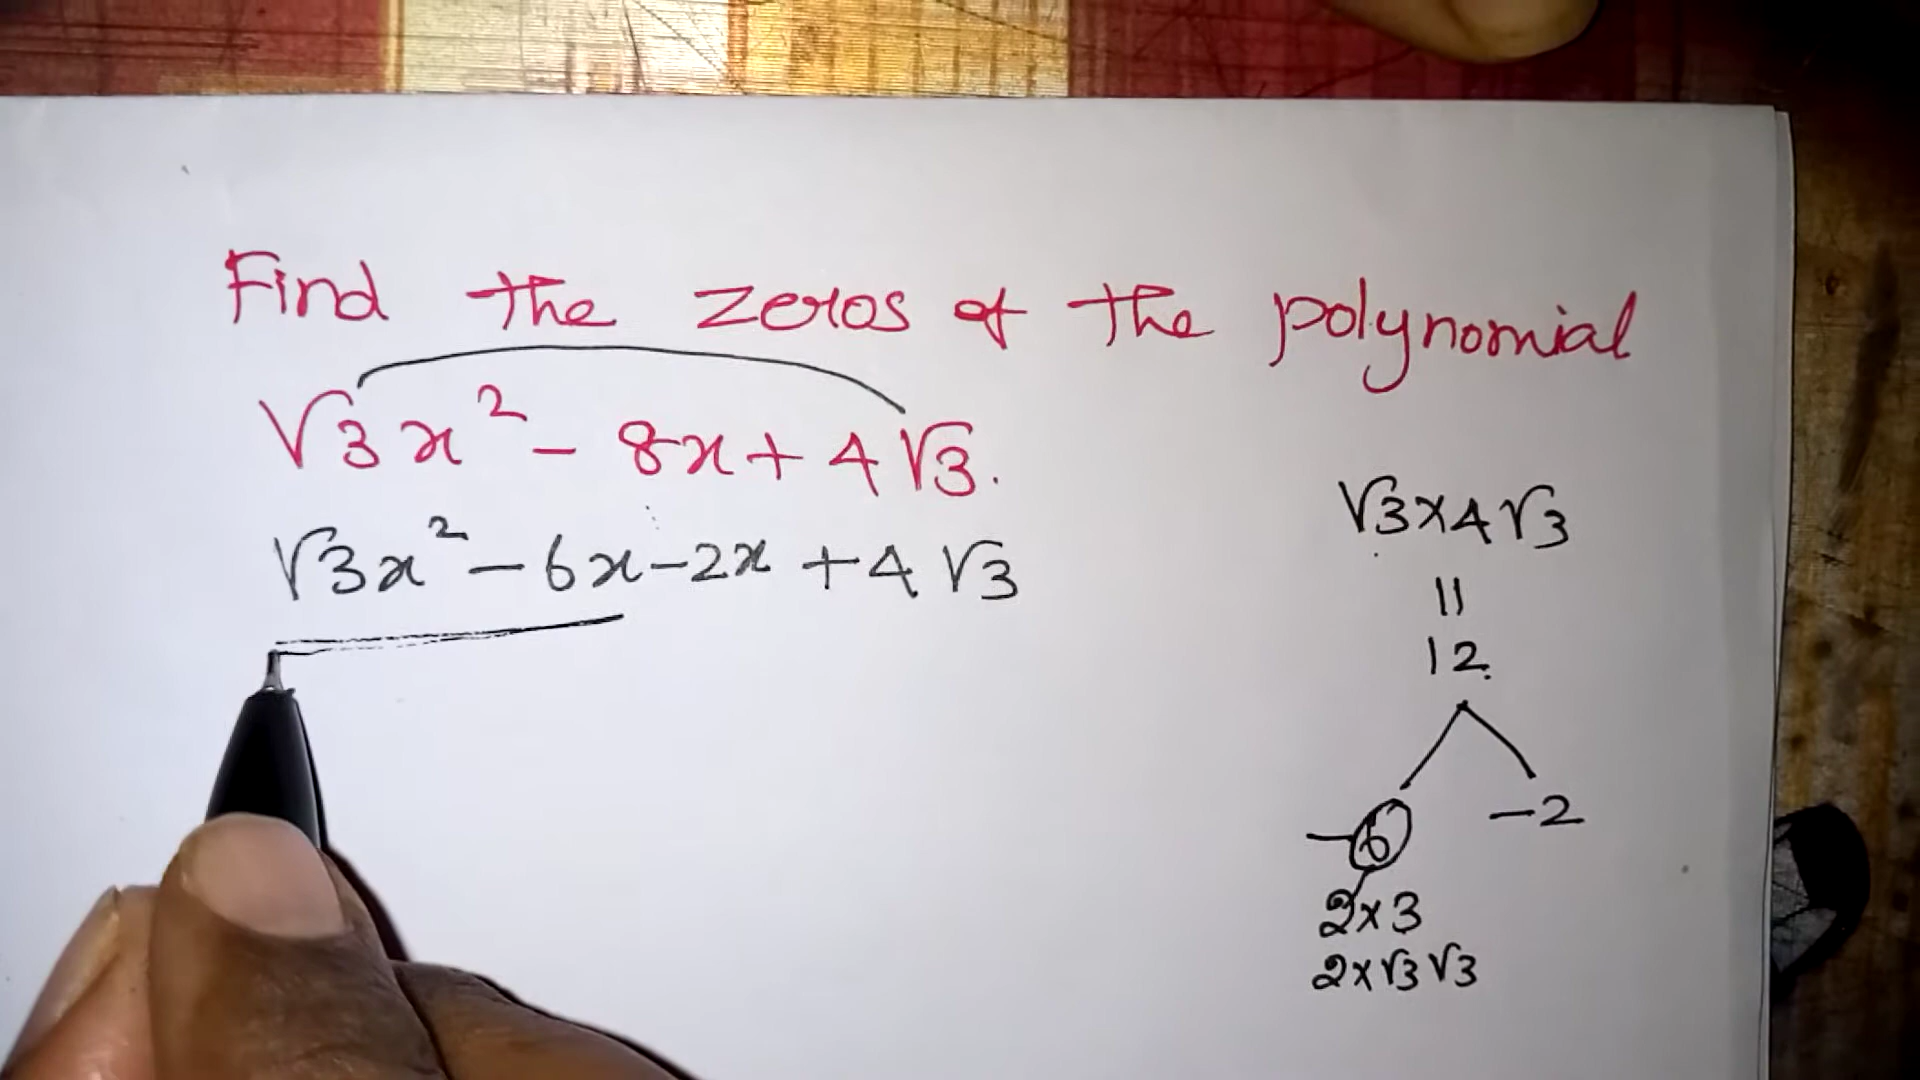 Find the zeros of the polynomial
√3x² - 8x + 4√3.
√3x² - 6x - 2x + 4√3
√3 x 4√3
||
12
-6 -2
2 x 3
2 x √3 √3